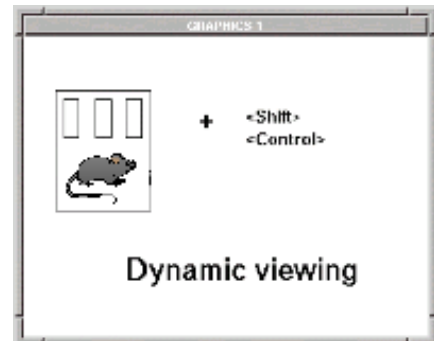 GRAPHICS 1
+ <Shift>
<Control>
Dynamic viewing